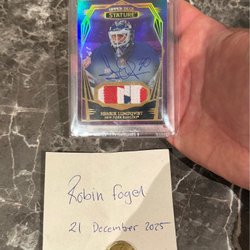 UPPER DECK
STATURE
HENRIK LUNDQVIST
NEW YORK RANGERS
Robin Fogel
21 December 2025